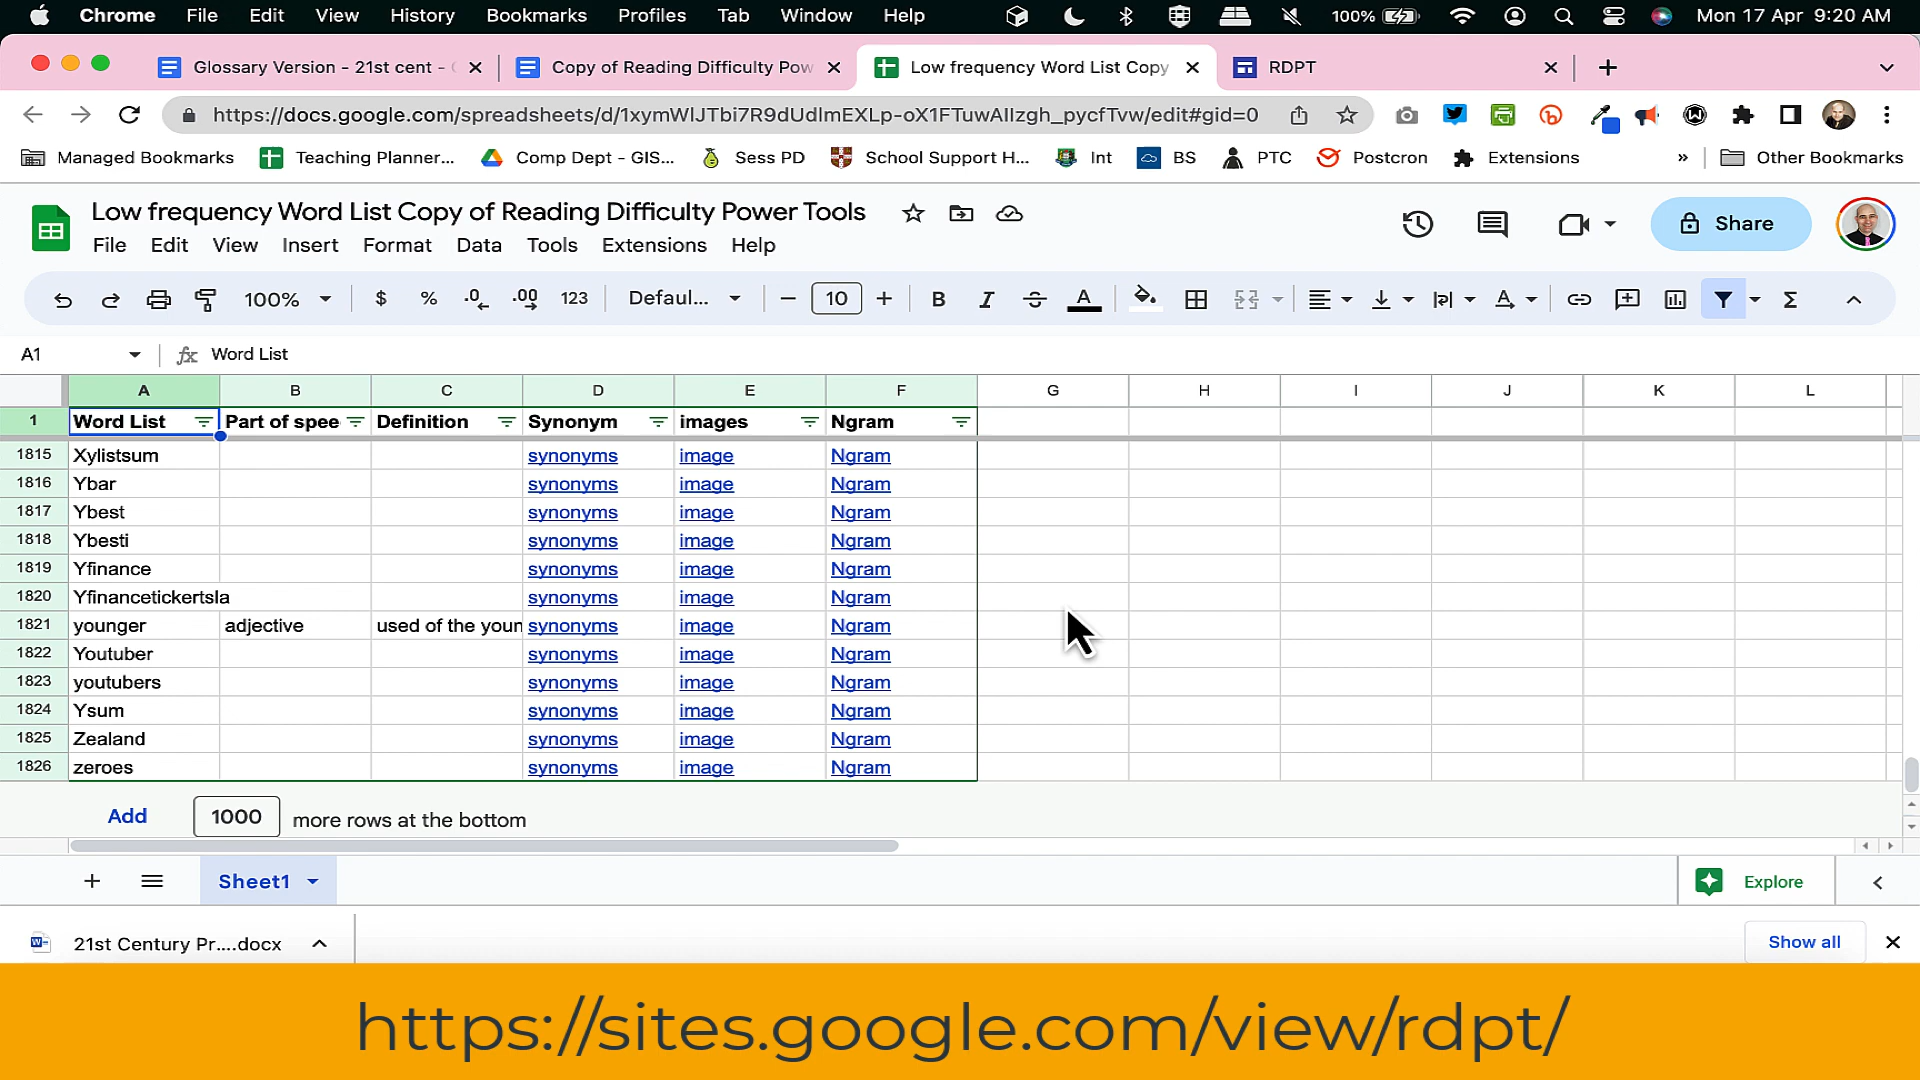 Chrome File Edit View History Bookmarks Profiles Tab Window Help 100% Mon 17 Apr 9:20 AM
Glossary Version - 21st cent - Copy of Reading Difficulty Pow Low frequency Word List Copy RDPT
https://docs.google.com/spreadsheets/d/1xymWlJTbi7R9dUdlmEXLp-oX1FTuwAIIzgh_pycfTvw/edit#gid=0
Managed Bookmarks Teaching Planner... Comp Dept - GIS... Sess PD School Support H... Int BS PTC Postcron Extensions » Other Bookmarks
Low frequency Word List Copy of Reading Difficulty Power Tools
Share
File Edit View Insert Format Data Tools Extensions Help
100% $ % .0 .00 123 Defaul... 10 B I A Σ
A1 fx Word List
A B C D E F G H I J K L
1 Word List Part of spee Definition Synonym images Ngram
1815 Xylistsum synonyms image Ngram
1816 Ybar synonyms image Ngram
1817 Ybest synonyms image Ngram
1818 Ybesti synonyms image Ngram
1819 Yfinance synonyms image Ngram
1820 Yfinancetickertsla synonyms image Ngram
1821 younger adjective used of the youn synonyms image Ngram
1822 Youtuber synonyms image Ngram
1823 youtubers synonyms image Ngram
1824 Ysum synonyms image Ngram
1825 Zealand synonyms image Ngram
1826 zeroes synonyms image Ngram
Add 1000 more rows at the bottom
Sheet1 Explore
21st Century Pr....docx Show all
https://sites.google.com/view/rdpt/